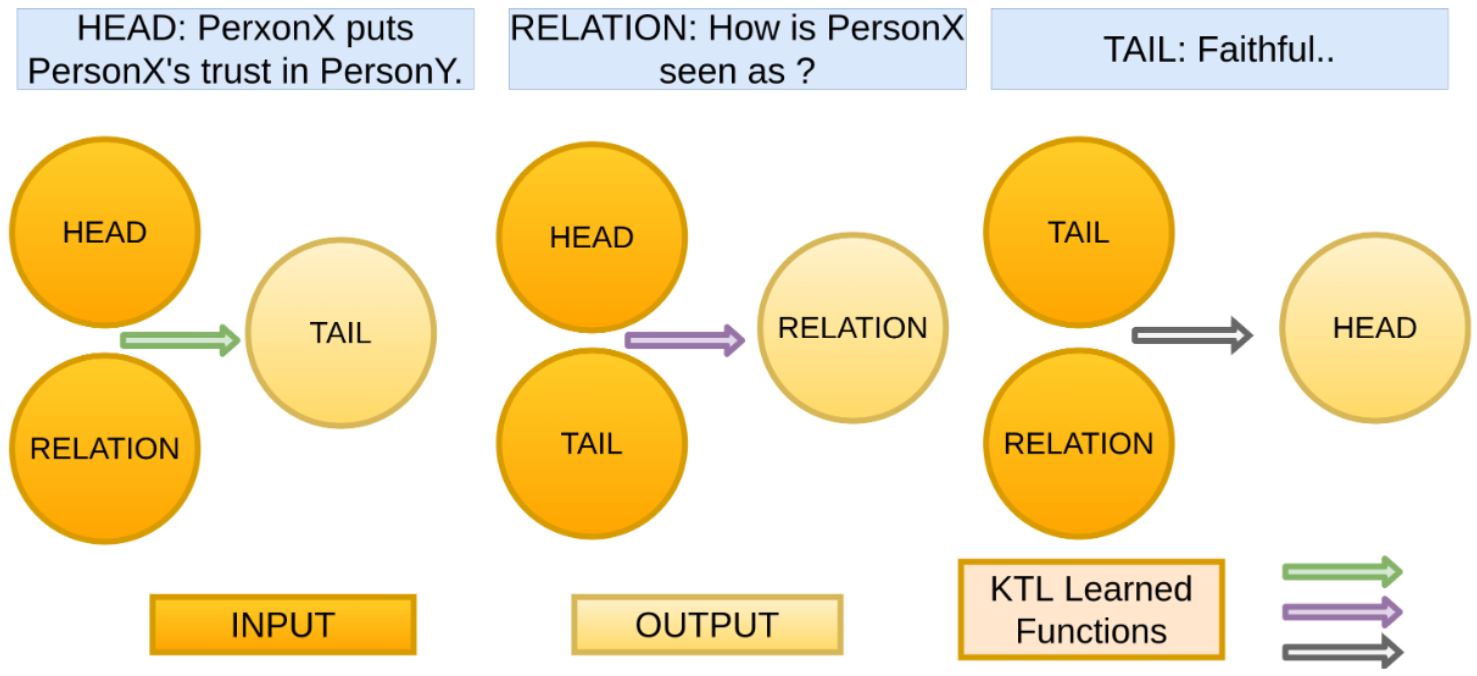 HEAD: PerxonX puts
PersonX's trust in PersonY.
RELATION: How is PersonX
seen as ?
TAIL: Faithful..
HEAD
RELATION
TAIL
HEAD
TAIL
RELATION
TAIL
RELATION
HEAD
INPUT
OUTPUT
KTL Learned
Functions